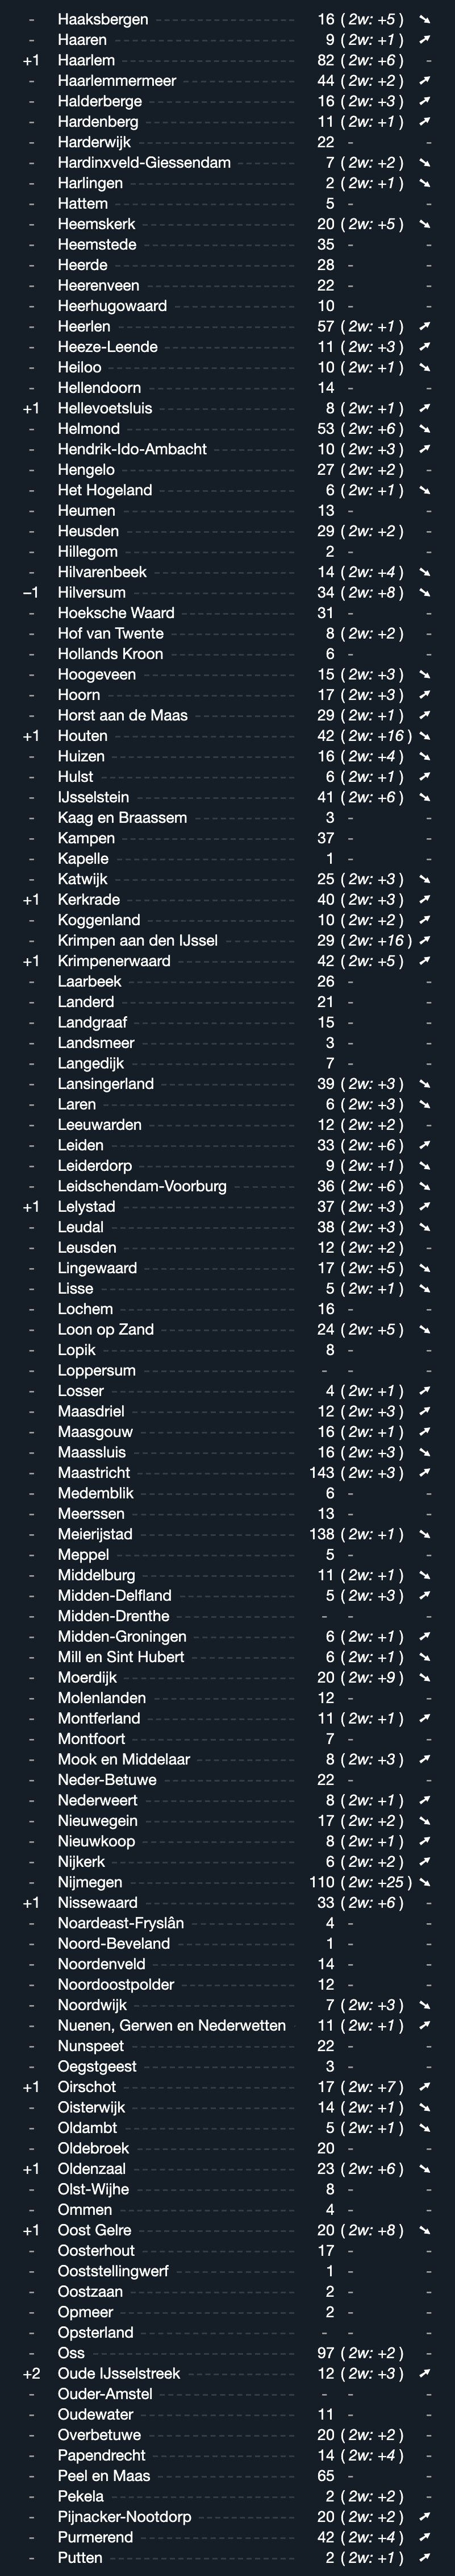 - Haaksbergen 16 ( 2w: +5 ) ➘
- Haaren 9 ( 2w: +1 ) ➚
+1 Haarlem 82 ( 2w: +6 ) -
- Haarlemmermeer 44 ( 2w: +2 ) ➚
- Halderberge 16 ( 2w: +3 ) ➚
- Hardenberg 11 ( 2w: +1 ) ➚
- Harderwijk 22 - -
- Hardinxveld-Giessendam 7 ( 2w: +2 ) ➘
- Harlingen 2 ( 2w: +1 ) ➘
- Hattem 5 - -
- Heemskerk 20 ( 2w: +5 ) ➘
- Heemstede 35 - -
- Heerde 28 - -
- Heerenveen 22 - -
- Heerhugowaard 10 - -
- Heerlen 57 ( 2w: +1 ) ➚
- Heeze-Leende 11 ( 2w: +3 ) ➚
- Heiloo 10 ( 2w: +1 ) ➘
- Hellendoorn 14 - -
+1 Hellevoetsluis 8 ( 2w: +1 ) ➚
- Helmond 53 ( 2w: +6 ) ➘
- Hendrik-Ido-Ambacht 10 ( 2w: +3 ) ➚
- Hengelo 27 ( 2w: +2 ) -
- Het Hogeland 6 ( 2w: +1 ) ➘
- Heumen 13 - -
- Heusden 29 ( 2w: +2 ) -
- Hillegom 2 - -
- Hilvarenbeek 14 ( 2w: +4 ) ➘
−1 Hilversum 34 ( 2w: +8 ) ➘
- Hoeksche Waard 31 - -
- Hof van Twente 8 ( 2w: +2 ) -
- Hollands Kroon 6 - -
- Hoogeveen 15 ( 2w: +3 ) ➘
- Hoorn 17 ( 2w: +3 ) ➚
- Horst aan de Maas 29 ( 2w: +1 ) ➚
+1 Houten 42 ( 2w: +16 ) ➘
- Huizen 16 ( 2w: +4 ) ➘
- Hulst 6 ( 2w: +1 ) ➚
- IJsselstein 41 ( 2w: +6 ) ➘
- Kaag en Braassem 3 - -
- Kampen 37 - -
- Kapelle 1 - -
- Katwijk 25 ( 2w: +3 ) ➘
+1 Kerkrade 40 ( 2w: +3 ) ➚
- Koggenland 10 ( 2w: +2 ) ➚
- Krimpen aan den IJssel 29 ( 2w: +16 ) ➚
+1 Krimpenerwaard 42 ( 2w: +5 ) ➚
- Laarbeek 26 - -
- Landerd 21 - -
- Landgraaf 15 - -
- Landsmeer 3 - -
- Langedijk 7 - -
- Lansingerland 39 ( 2w: +3 ) ➘
- Laren 6 ( 2w: +3 ) ➘
- Leeuwarden 12 ( 2w: +2 ) -
- Leiden 33 ( 2w: +6 ) ➚
- Leiderdorp 9 ( 2w: +1 ) ➘
- Leidschendam-Voorburg 36 ( 2w: +6 ) ➘
+1 Lelystad 37 ( 2w: +3 ) ➚
- Leudal 38 ( 2w: +3 ) ➘
- Leusden 12 ( 2w: +2 ) -
- Lingewaard 17 ( 2w: +5 ) ➘
- Lisse 5 ( 2w: +1 ) ➘
- Lochem 16 - -
- Loon op Zand 24 ( 2w: +5 ) ➘
- Lopik 8 - -
- Loppersum - - -
- Losser 4 ( 2w: +1 ) ➚
- Maasdriel 12 ( 2w: +3 ) ➚
- Maasgouw 16 ( 2w: +1 ) ➚
- Maassluis 16 ( 2w: +3 ) ➘
- Maastricht 143 ( 2w: +3 ) ➚
- Medemblik 6 - -
- Meerssen 13 - -
- Meierijstad 138 ( 2w: +1 ) ➘
- Meppel 5 - -
- Middelburg 11 ( 2w: +1 ) ➘
- Midden-Delfland 5 ( 2w: +3 ) ➚
- Midden-Drenthe - - -
- Midden-Groningen 6 ( 2w: +1 ) ➚
- Mill en Sint Hubert 6 ( 2w: +1 ) ➘
- Moerdijk 20 ( 2w: +9 ) ➘
- Molenlanden 12 - -
- Montferland 11 ( 2w: +1 ) ➚
- Montfoort 7 - -
- Mook en Middelaar 8 ( 2w: +3 ) ➚
- Neder-Betuwe 22 - -
- Nederweert 8 ( 2w: +1 ) ➚
- Nieuwegein 17 ( 2w: +2 ) ➘
- Nieuwkoop 8 ( 2w: +1 ) ➚
- Nijkerk 6 ( 2w: +2 ) ➚
- Nijmegen 110 ( 2w: +25 ) ➘
+1 Nissewaard 33 ( 2w: +6 ) -
- Noardeast-Fryslân 4 - -
- Noord-Beveland 1 - -
- Noordenveld 14 - -
- Noordoostpolder 12 - -
- Noordwijk 7 ( 2w: +3 ) ➘
- Nuenen, Gerwen en Nederwetten 11 ( 2w: +1 ) ➚
- Nunspeet 22 - -
- Oegstgeest 3 - -
+1 Oirschot 17 ( 2w: +7 ) ➚
- Oisterwijk 14 ( 2w: +1 ) ➘
- Oldambt 5 ( 2w: +1 ) ➘
- Oldebroek 20 - -
+1 Oldenzaal 23 ( 2w: +6 ) ➘
- Olst-Wijhe 8 - -
- Ommen 4 - -
+1 Oost Gelre 20 ( 2w: +8 ) ➘
- Oosterhout 17 - -
- Ooststellingwerf 1 - -
- Oostzaan 2 - -
- Opmeer 2 - -
- Opsterland - - -
- Oss 97 ( 2w: +2 ) -
+2 Oude IJsselstreek 12 ( 2w: +3 ) ➚
- Ouder-Amstel - - -
- Oudewater 11 - -
- Overbetuwe 20 ( 2w: +2 ) -
- Papendrecht 14 ( 2w: +4 ) -
- Peel en Maas 65 - -
- Pekela 2 ( 2w: +2 ) -
- Pijnacker-Nootdorp 20 ( 2w: +2 ) ➚
- Purmerend 42 ( 2w: +4 ) ➚
- Putten 2 ( 2w: +1 ) ➚